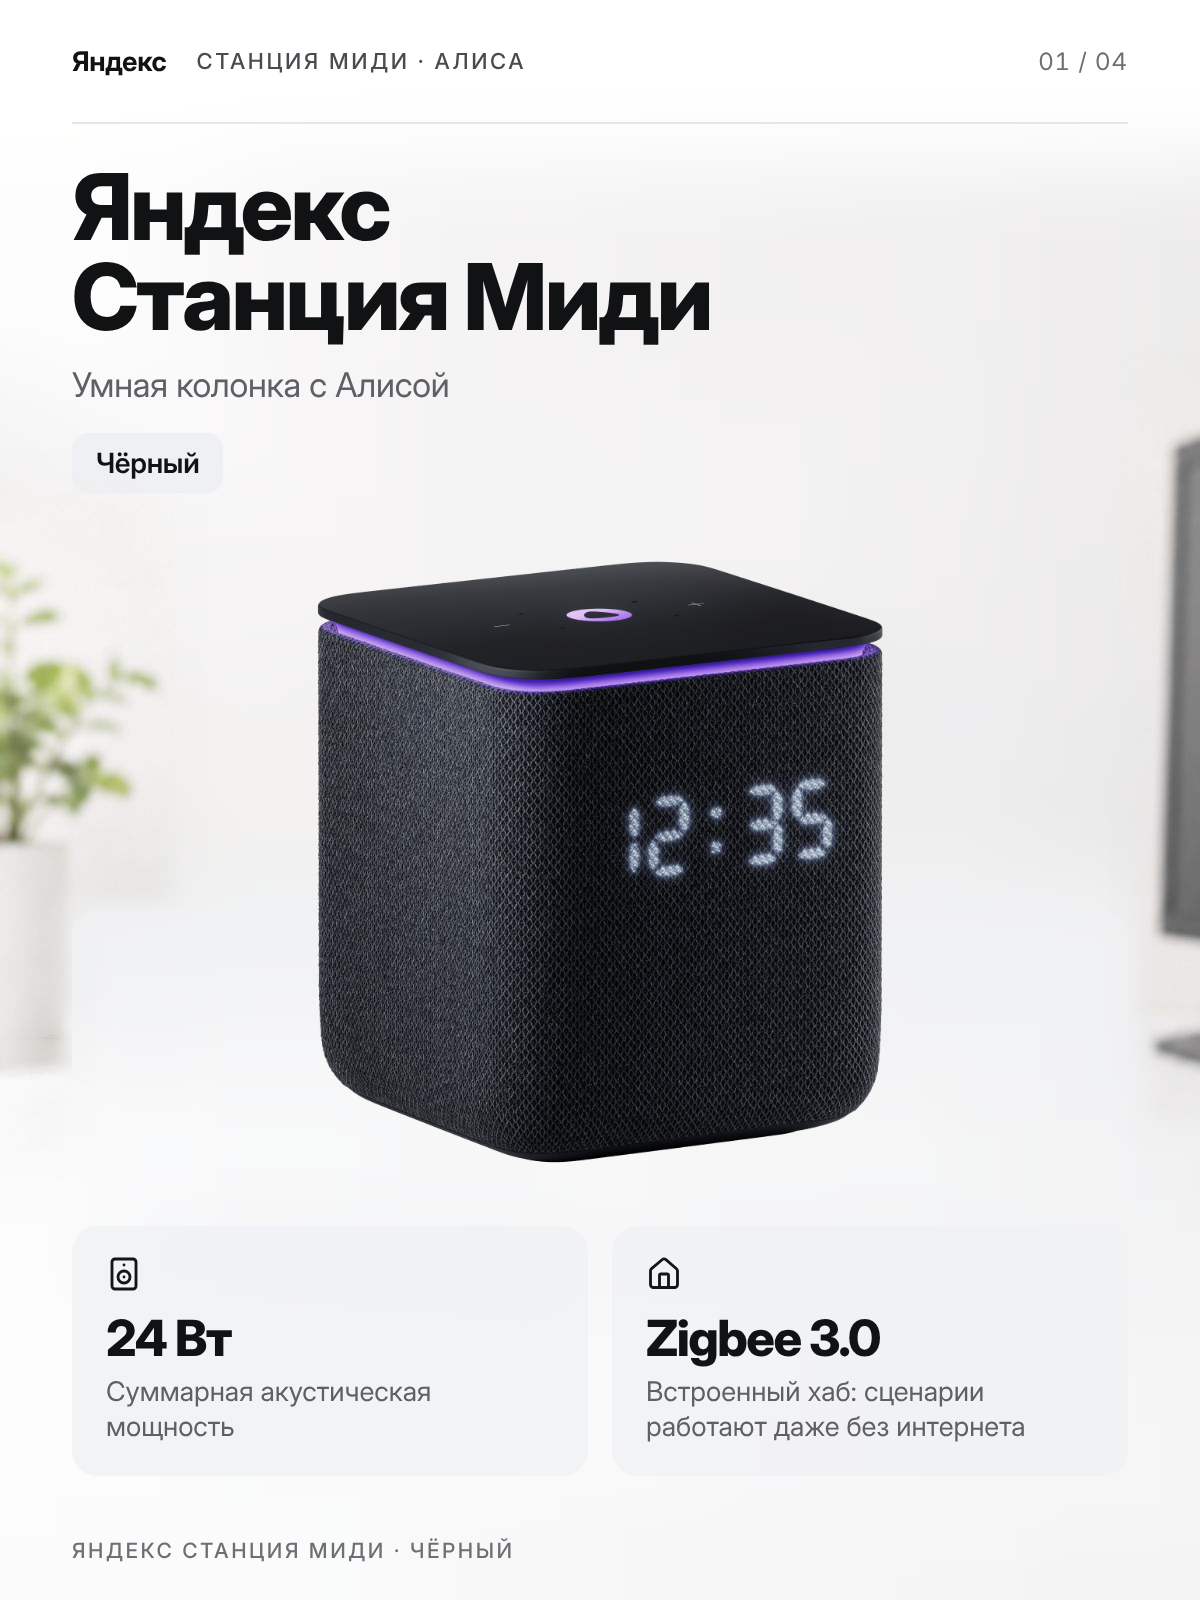 Яндекс СТАНЦИЯ МИДИ · АЛИСА 01 / 04
Яндекс
Станция Миди
Умная колонка с Алисой
Чёрный
12:35
24 Вт
Суммарная акустическая
мощность
Zigbee 3.0
Встроенный хаб: сценарии
работают даже без интернета
ЯНДЕКС СТАНЦИЯ МИДИ · ЧЁРНЫЙ